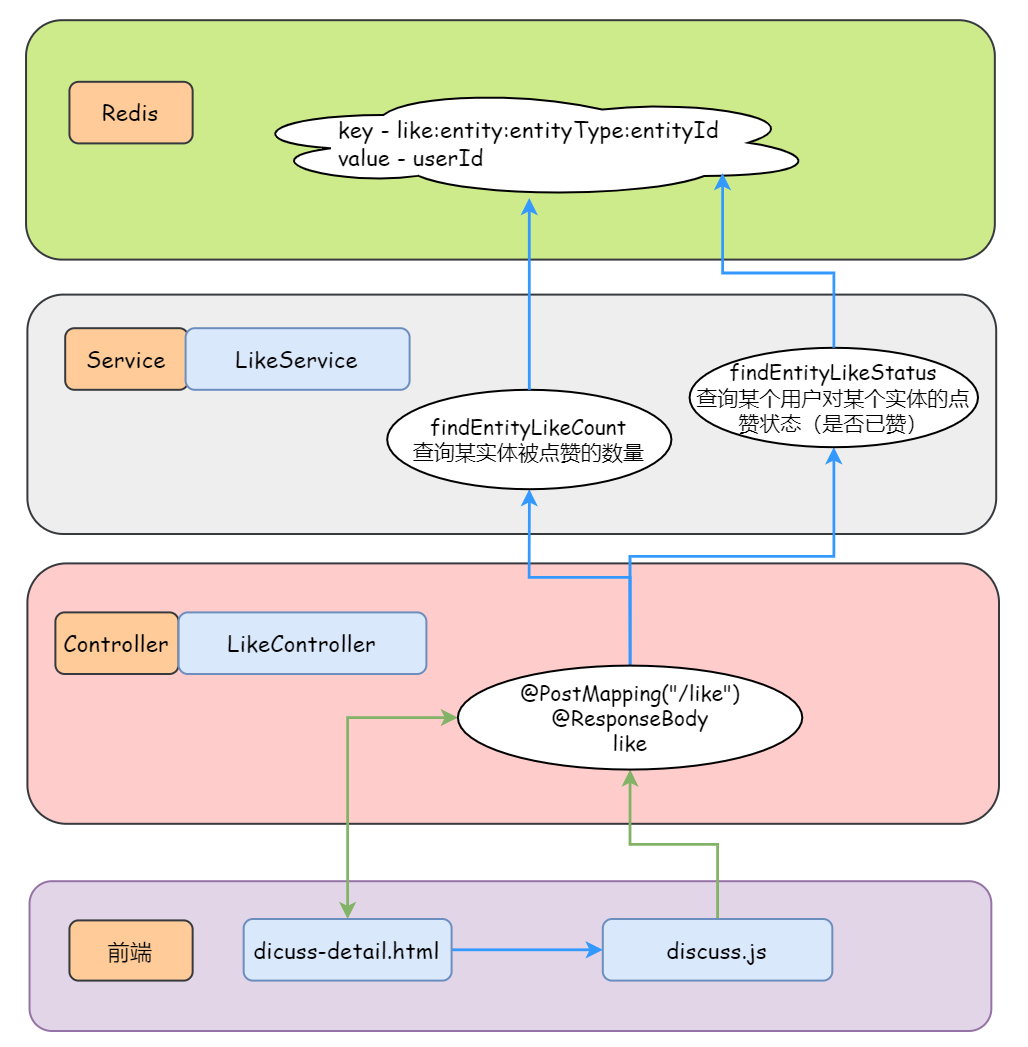 Redis
key - like:entity:entityType:entityId
value - userId
Service
LikeService
findEntityLikeStatus
查询某个用户对某个实体的点
赞状态（是否已赞）
findEntityLikeCount
查询某实体被点赞的数量
Controller
LikeController
@PostMapping("/like")
@ResponseBody
like
前端
dicuss-detail.html
discuss.js